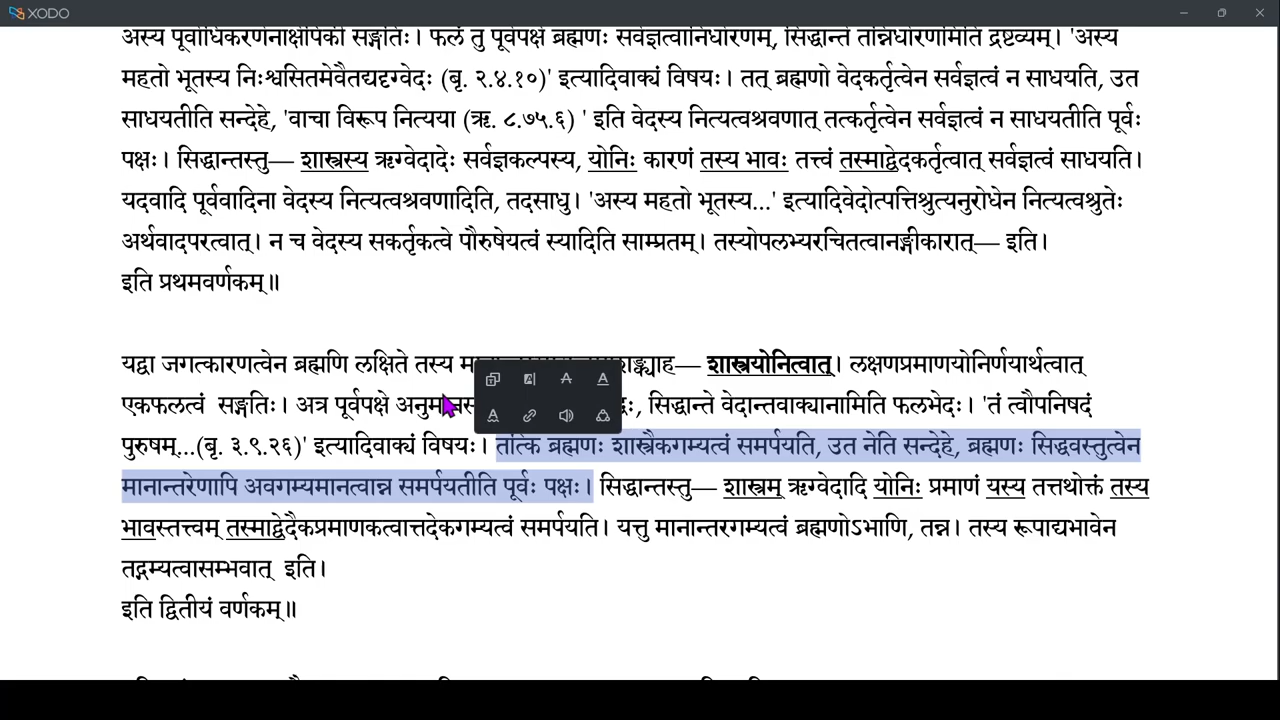 XODO
अस्य पूर्वाधिकरणेनाक्षेपिकी सङ्गतिः। फलं तु पूर्वपक्षे ब्रह्मणः सर्वज्ञत्वानिर्धारणम्, सिद्धान्ते तन्निर्धारणमिति द्रष्टव्यम्। 'अस्य
महतो भूतस्य निःश्वसितमेवैतद्यदृग्वेदः (बृ. २.४.१०)' इत्यादिवाक्यं विषयः। तत् ब्रह्मणो वेदकर्तृत्वेन सर्वज्ञत्वं न साधयति, उत
साधयतीति सन्देहे, 'वाचा विरूप नित्यया (ऋ. ८.७५.६) ' इति वेदस्य नित्यत्वश्रवणात् तत्कर्तृत्वेन सर्वज्ञत्वं न साधयतीति पूर्वः
पक्षः। सिद्धान्तस्तु— शास्त्रस्य ऋग्वेदादेः सर्वज्ञकल्पस्य, योनिः कारणं तस्य भावः तत्त्वं तस्माद्वेदकर्तृत्वात् सर्वज्ञत्वं साधयति।
यदवादि पूर्ववादिना वेदस्य नित्यत्वश्रवणादिति, तदसाधु। 'अस्य महतो भूतस्य...' इत्यादिवेदोत्पत्तिश्रुत्यनुरोधेन नित्यत्वश्रुतेः
अर्थवादपरत्वात्। न च वेदस्य सकर्तृकत्वे पौरुषेयत्वं स्यादिति साम्प्रतम्। तस्योपलभ्यरचितत्वानङ्गीकारात्— इति।
इति प्रथमवर्णकम्॥
यद्वा जगत्कारणत्वेन ब्रह्मणि लक्षिते तस्य शास्त्रयोनित्वात्। लक्षणप्रमाणयोर्निर्णयार्थत्वात्
एकफलत्वं सङ्गतिः। अत्र पूर्वपक्षे सिद्धान्ते वेदान्तवाक्यानामिति फलभेदः। 'तं त्वौपनिषदं
पुरुषम्...(बृ. ३.९.२६)' इत्यादिवाक्यं विषयः। तत्किं ब्रह्मणः शास्त्रैकगम्यत्वं समर्पयति, उत नेति सन्देहे, ब्रह्मणः सिद्धवस्तुत्वेन
मानान्तरेणापि अवगम्यमानत्वान्न समर्पयतीति पूर्वः पक्षः। सिद्धान्तस्तु— शास्त्रम् ऋग्वेदादि योनिः प्रमाणं यस्य तत्तथोक्तं तस्य
भावस्तत्त्वम् तस्माद्वेदैकप्रमाणकत्वात्तदेकगम्यत्वं समर्पयति। यत्तु मानान्तरगम्यत्वं ब्रह्मणोऽभाणि, तन्न। तस्य रूपाद्यभावेन
तद्गम्यत्वासम्भवात् इति।
इति द्वितीयं वर्णकम्॥